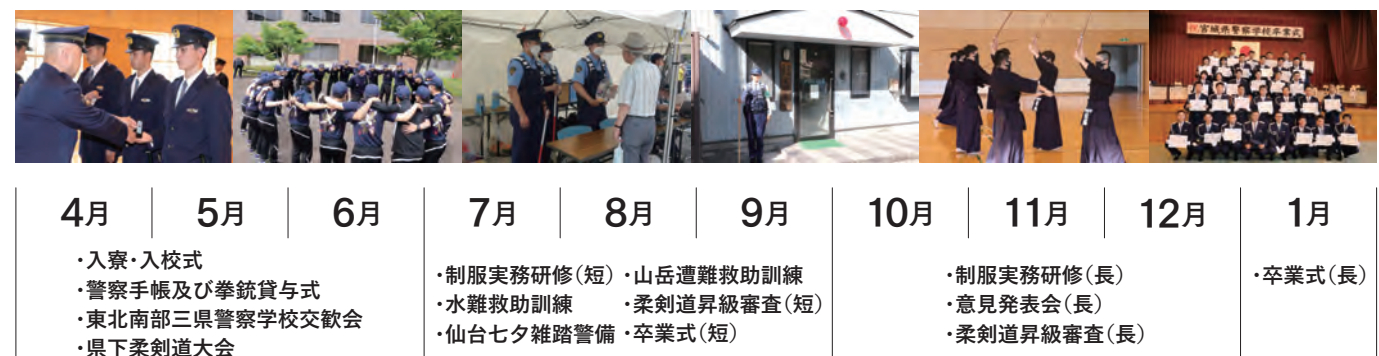 祝宮城県警察学校卒業式
4月 5月 6月 7月 8月 9月 10月 11月 12月 1月
・入寮・入校式
・警察手帳及び拳銃貸与式
・東北南部三県警察学校交歓会
・県下柔剣道大会
・制服実務研修(短)
・水難救助訓練
・仙台七夕雑踏警備
・山岳遭難救助訓練
・柔剣道昇級審査(短)
・卒業式(短)
・制服実務研修(長)
・意見発表会(長)
・柔剣道昇級審査(長)
・卒業式(長)